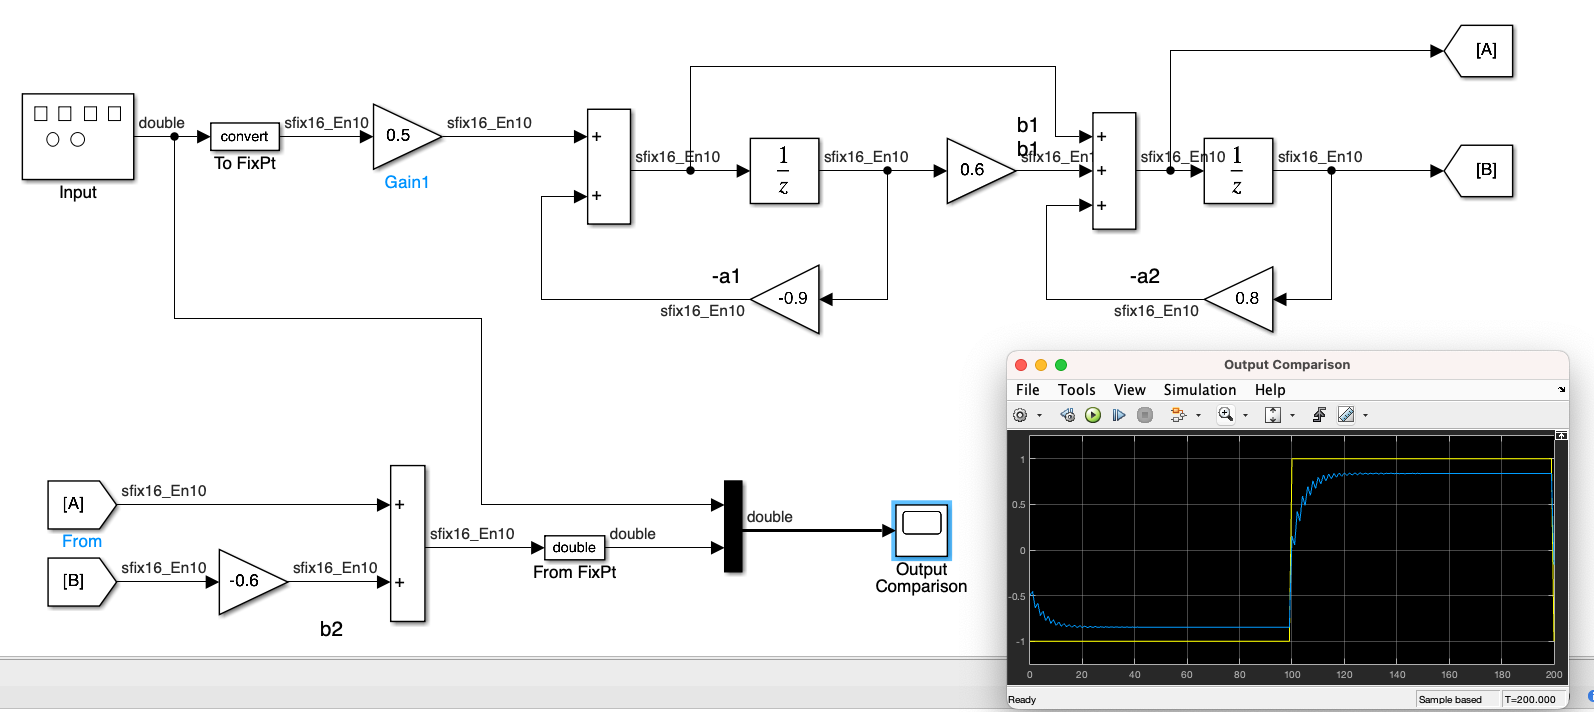 [A]
double
convert
To FixPt
Input
sfix16_En10
0.5
Gain1
sfix16_En10
+
+
sfix16_En10
1
z
sfix16_En10
0.6
b1
b1
sfix16_En1
+
+
+
sfix16_En10
1
z
sfix16_En10
[B]
-a1
-0.9
sfix16_En10
-a2
0.8
sfix16_En10
[A]
sfix16_En10
From
[B]
sfix16_En10
-0.6
sfix16_En10
b2
+
+
sfix16_En10
double
From FixPt
double
double
Output
Comparison
Output Comparison
File Tools View Simulation Help
1
0.5
0
-0.5
-1
0 20 40 60 80 100 120 140 160 180 200
Ready
Sample based
T=200.000